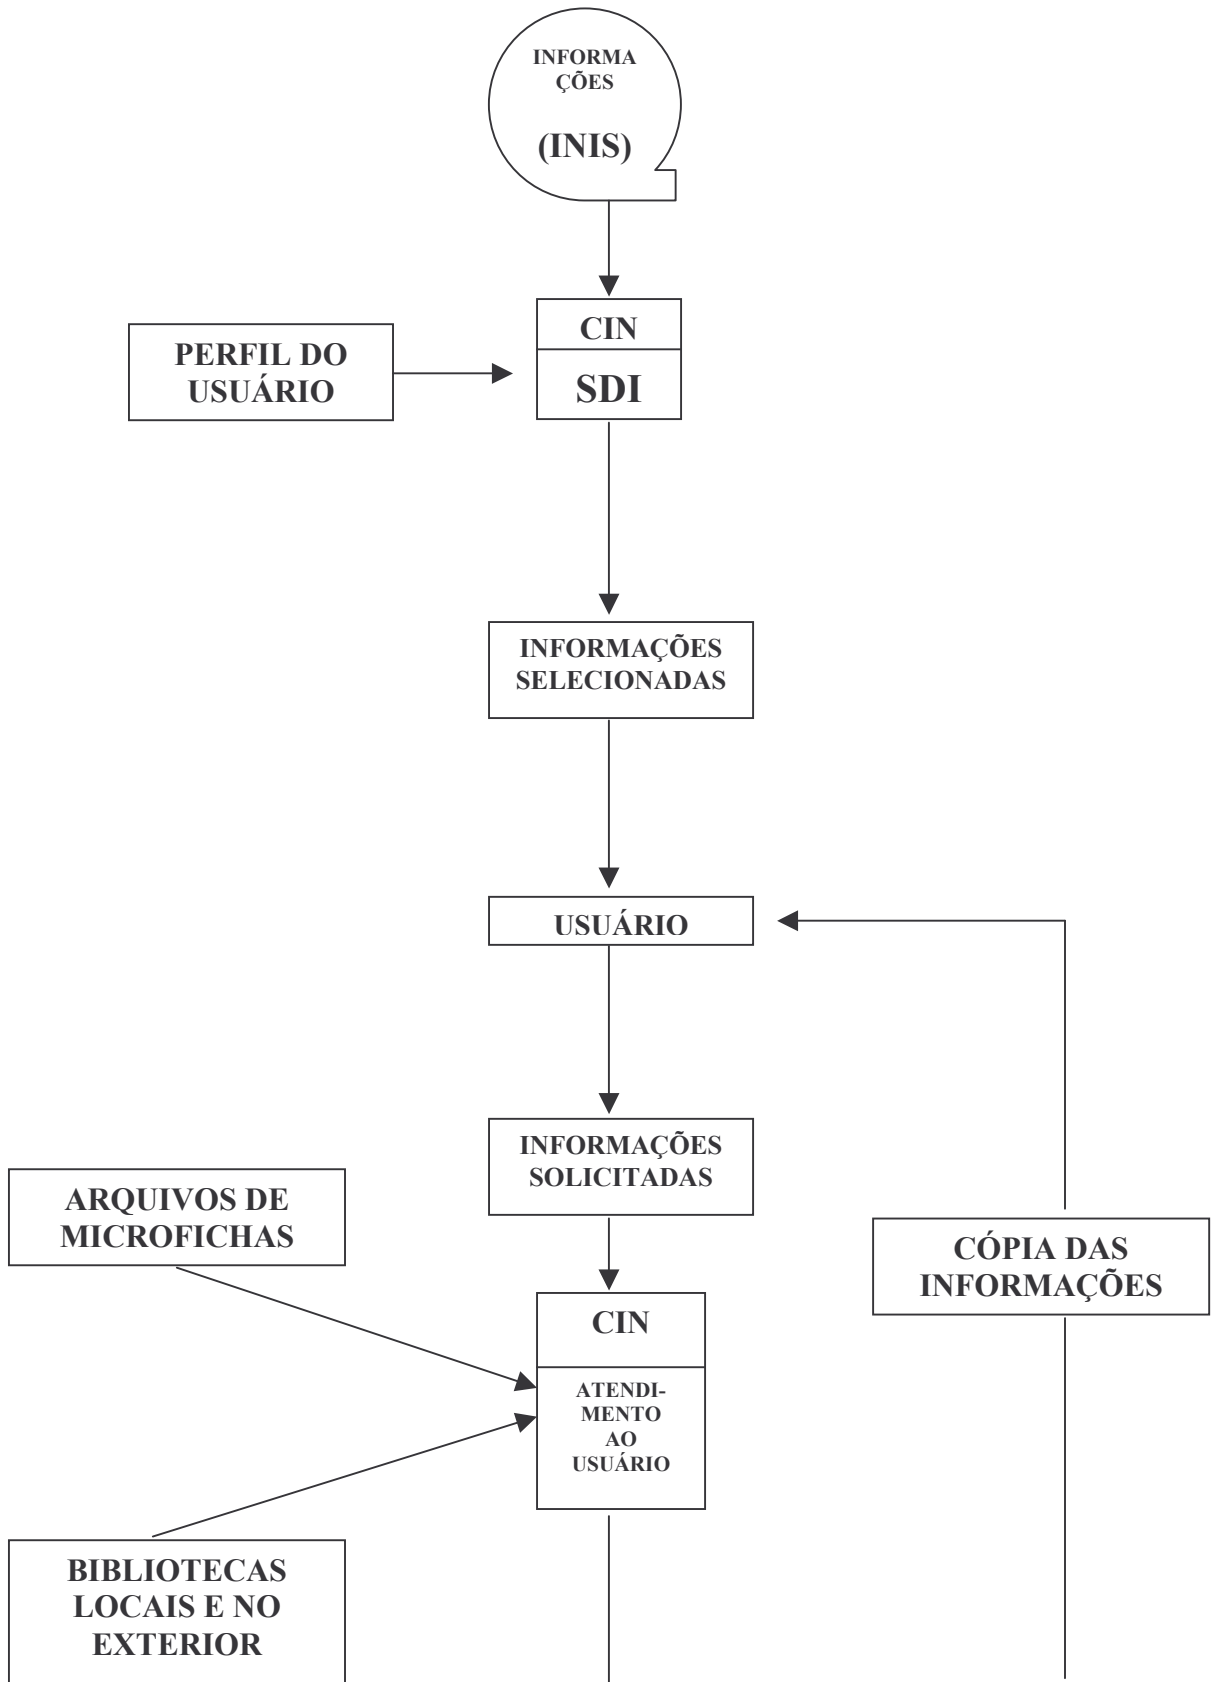 INFORMA
ÇÕES
(INIS)
CIN
SDI
PERFIL DO
USUÁRIO
INFORMAÇÕES
SELECIONADAS
USUÁRIO
INFORMAÇÕES
SOLICITADAS
ARQUIVOS DE
MICROFICHAS
CÓPIA DAS
INFORMAÇÕES
CIN
ATENDI-
MENTO
AO
USUÁRIO
BIBLIOTECAS
LOCAIS E NO
EXTERIOR